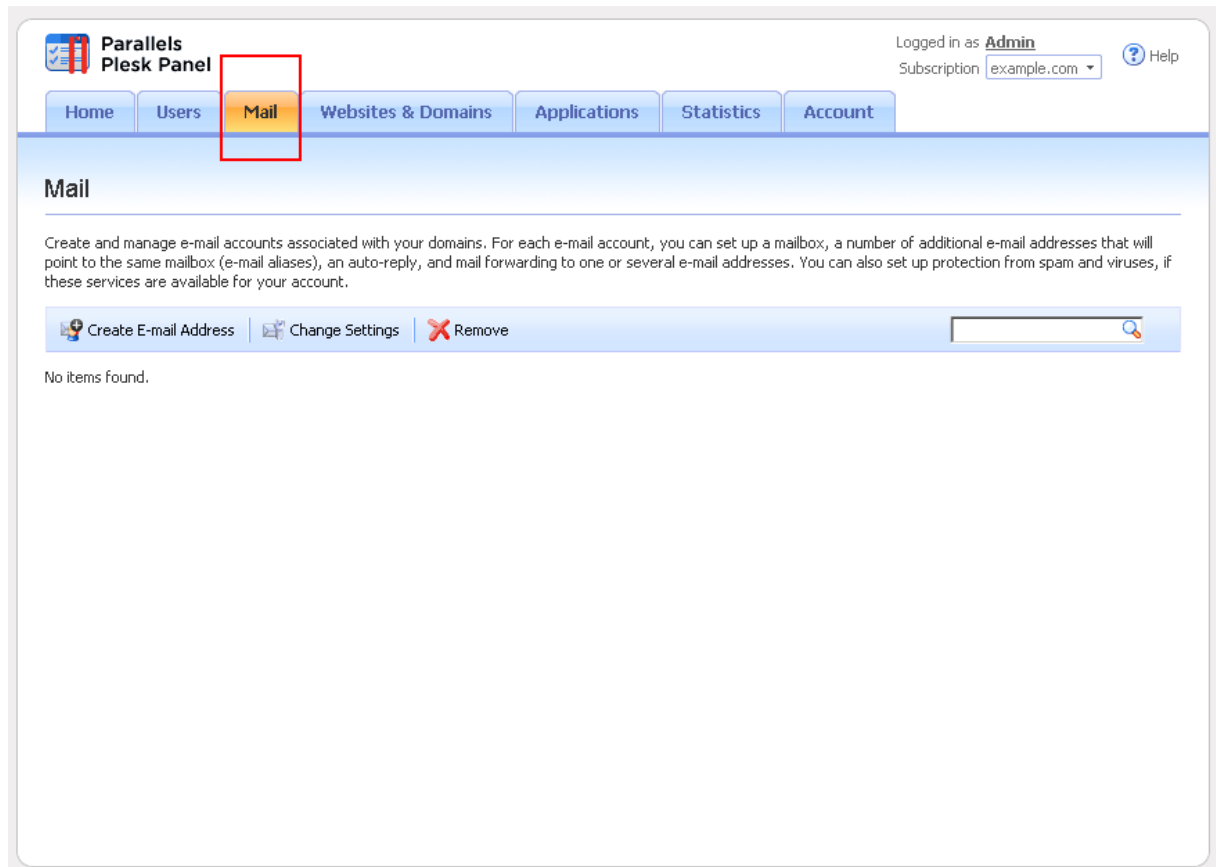 Parallels
Plesk Panel
Logged in as Admin
Subscription example.com
Help
Home Users Mail Websites & Domains Applications Statistics Account
Mail
Create and manage e-mail accounts associated with your domains. For each e-mail account, you can set up a mailbox, a number of additional e-mail addresses that will
point to the same mailbox (e-mail aliases), an auto-reply, and mail forwarding to one or several e-mail addresses. You can also set up protection from spam and viruses, if
these services are available for your account.
Create E-mail Address Change Settings Remove
No items found.